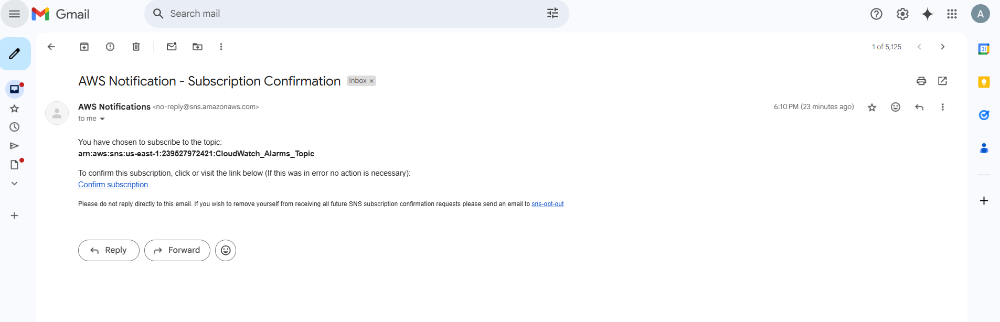 Gmail
Search mail
1 of 5,125
AWS Notification - Subscription Confirmation Inbox ×
AWS Notifications <no-reply@sns.amazonaws.com>
6:10 PM (23 minutes ago)
to me
You have chosen to subscribe to the topic:
arn:aws:sns:us-east-1:239527972421:CloudWatch_Alarms_Topic
To confirm this subscription, click or visit the link below (If this was in error no action is necessary):
Confirm subscription
Please do not reply directly to this email. If you wish to remove yourself from receiving all future SNS subscription confirmation requests please send an email to sns-opt-out
Reply
Forward
A
31